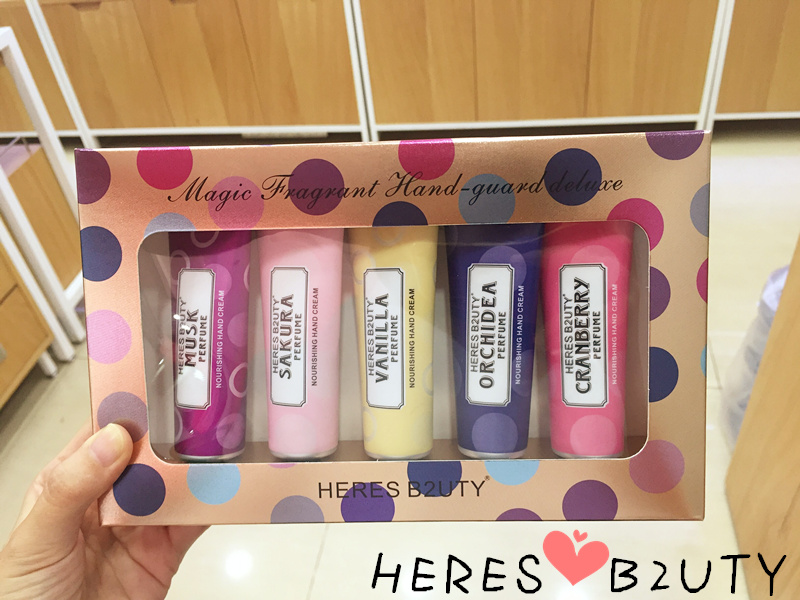 Magic Fragrant Hand-guard deluxe
HERES B2UTY®
MUSK
PERFUME
NOURISHING HAND CREAM
HERES B2UTY®
SAKURA
PERFUME
NOURISHING HAND CREAM
HERES B2UTY®
VANILLA
PERFUME
NOURISHING HAND CREAM
HERES B2UTY®
ORCHIDEA
PERFUME
NOURISHING HAND CREAM
HERES B2UTY®
CRANBERRY
PERFUME
NOURISHING HAND CREAM
HERES B2UTY®
HERES B2UTY